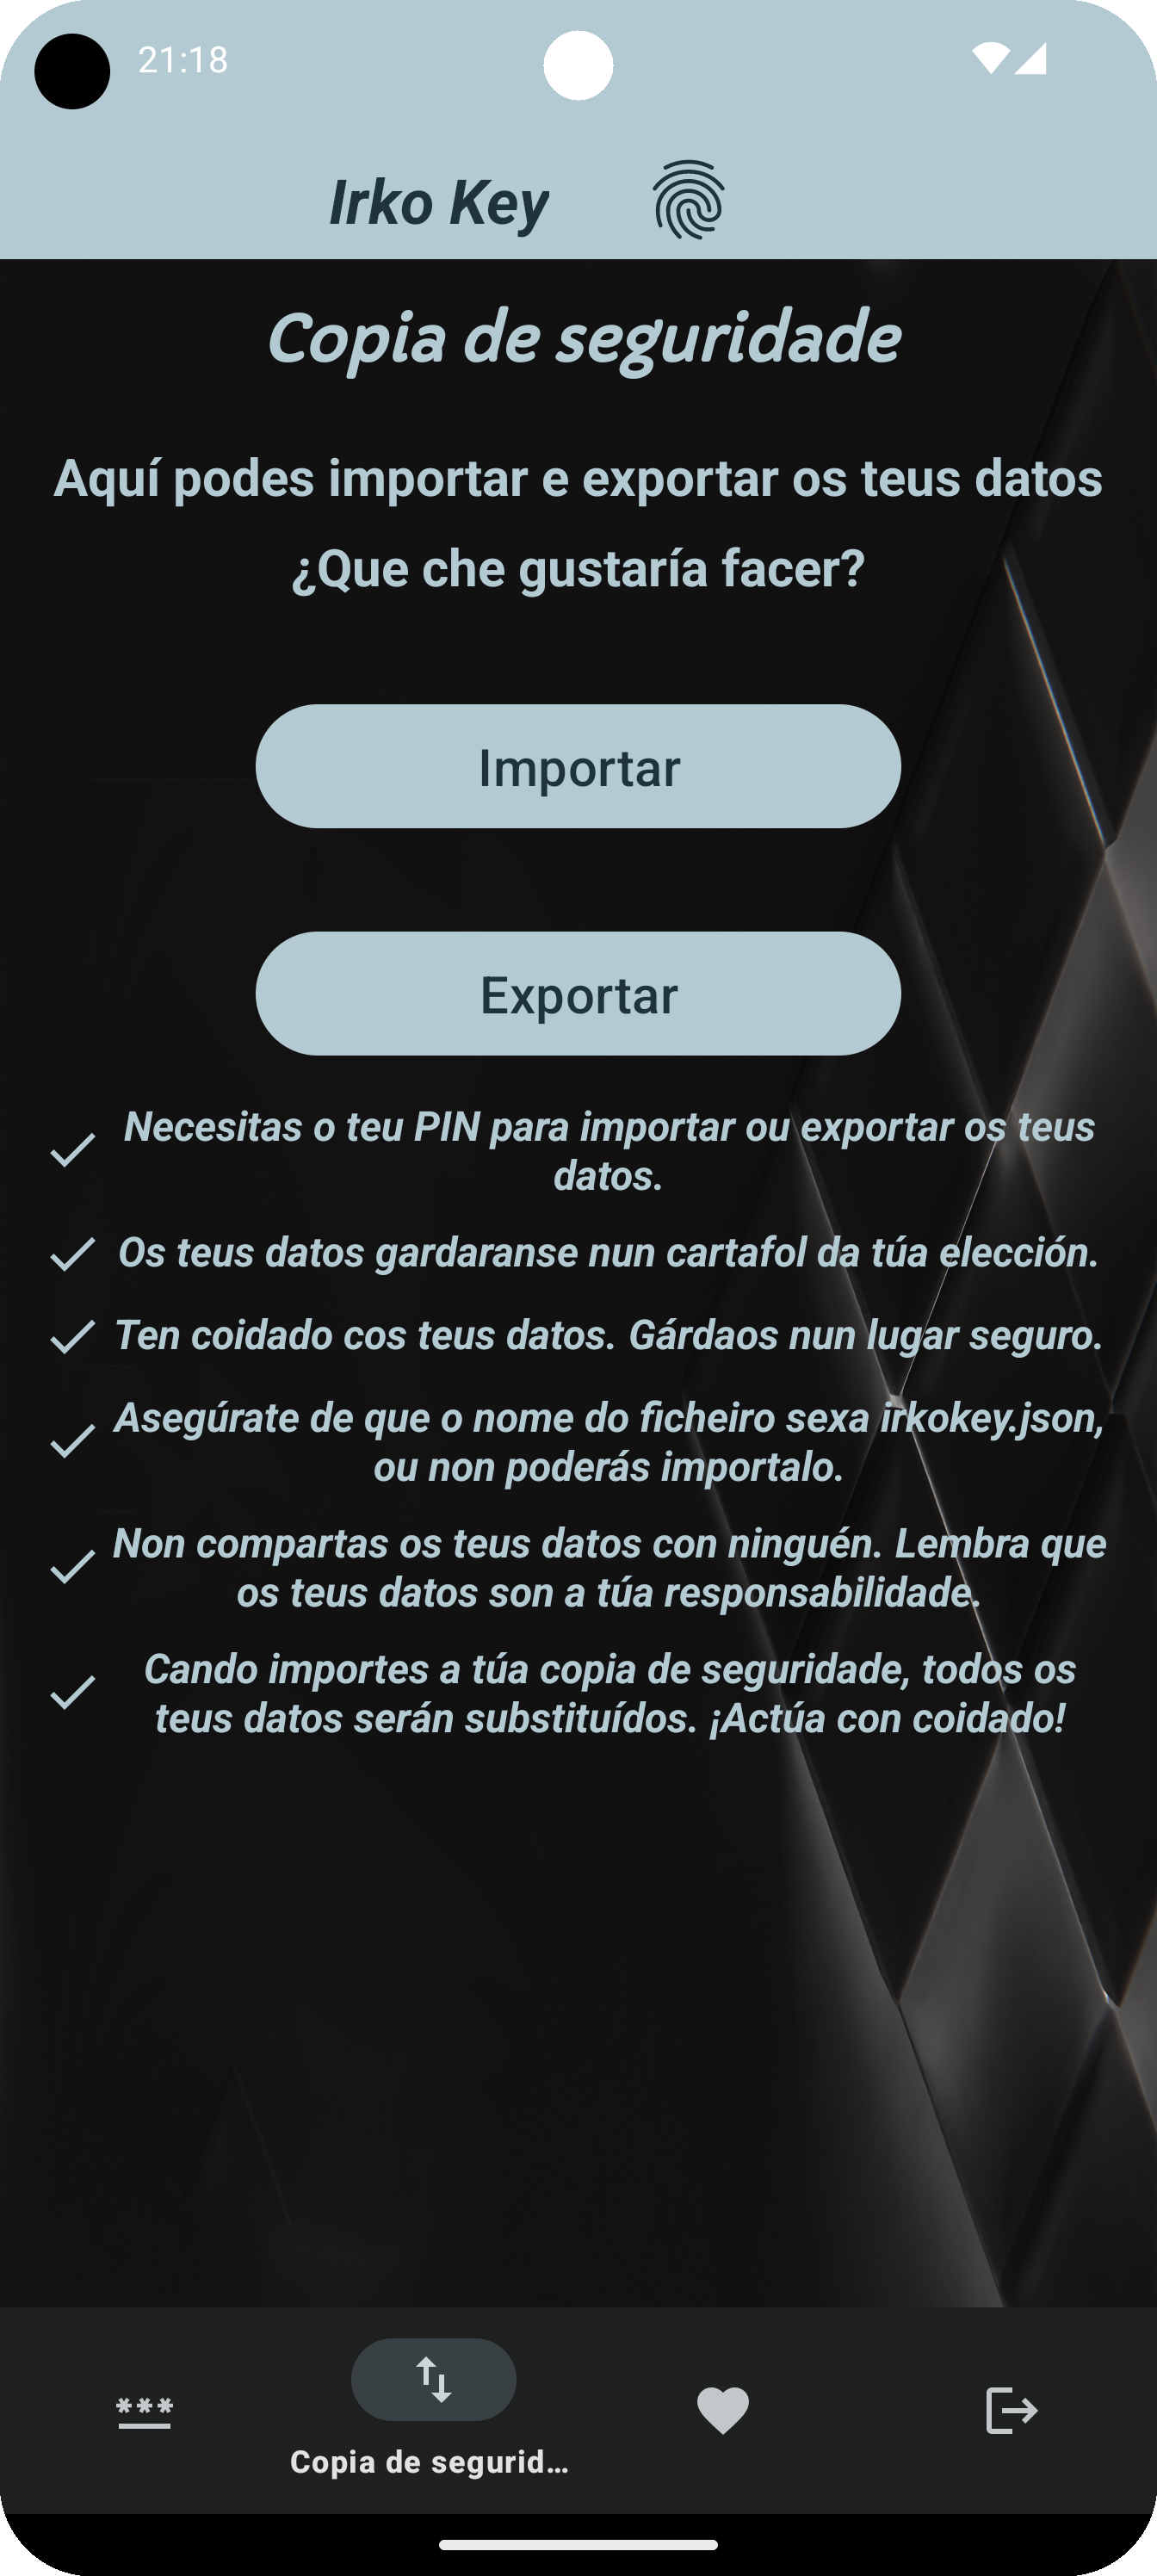 21:18
Irko Key
Copia de seguridade
Aquí podes importar e exportar os teus datos
¿Que che gustaría facer?
Importar
Exportar
Necesitas o teu PIN para importar ou exportar os teus
datos.
Os teus datos gardaranse nun cartafol da túa elección.
Ten coidado cos teus datos. Gárdaos nun lugar seguro.
Asegúrate de que o nome do ficheiro sexa irkokey.json,
ou non poderás importalo.
Non compartas os teus datos con ninguén. Lembra que
os teus datos son a túa responsabilidade.
Cando importes a túa copia de seguridade, todos os
teus datos serán substituídos. ¡Actúa con coidado!
Copia de segurid…